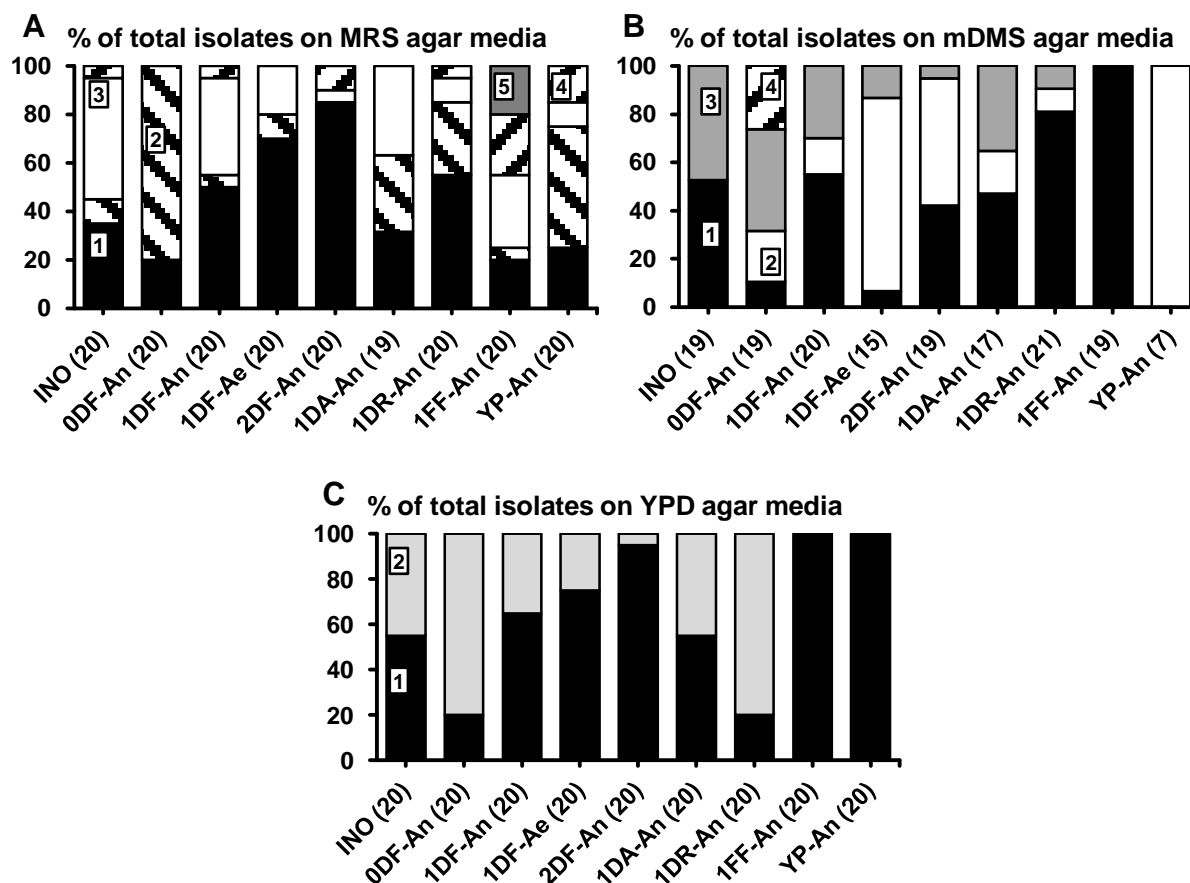 A % of total isolates on MRS agar media
100
80
60
40
20
0
3
1
2
5
4
INO (20)
0DF-An (20)
1DF-An (20)
1DF-Ae (20)
2DF-An (20)
1DA-An (19)
1DR-An (20)
1FF-An (20)
YP-An (20)
B % of total isolates on mDMS agar media
100
80
60
40
20
0
3
1
4
2
INO (19)
0DF-An (19)
1DF-An (20)
1DF-Ae (15)
2DF-An (19)
1DA-An (17)
1DR-An (21)
1FF-An (19)
YP-An (7)
C % of total isolates on YPD agar media
100
80
60
40
20
0
2
1
INO (20)
0DF-An (20)
1DF-An (20)
1DF-Ae (20)
2DF-An (20)
1DA-An (20)
1DR-An (20)
1FF-An (20)
YP-An (20)